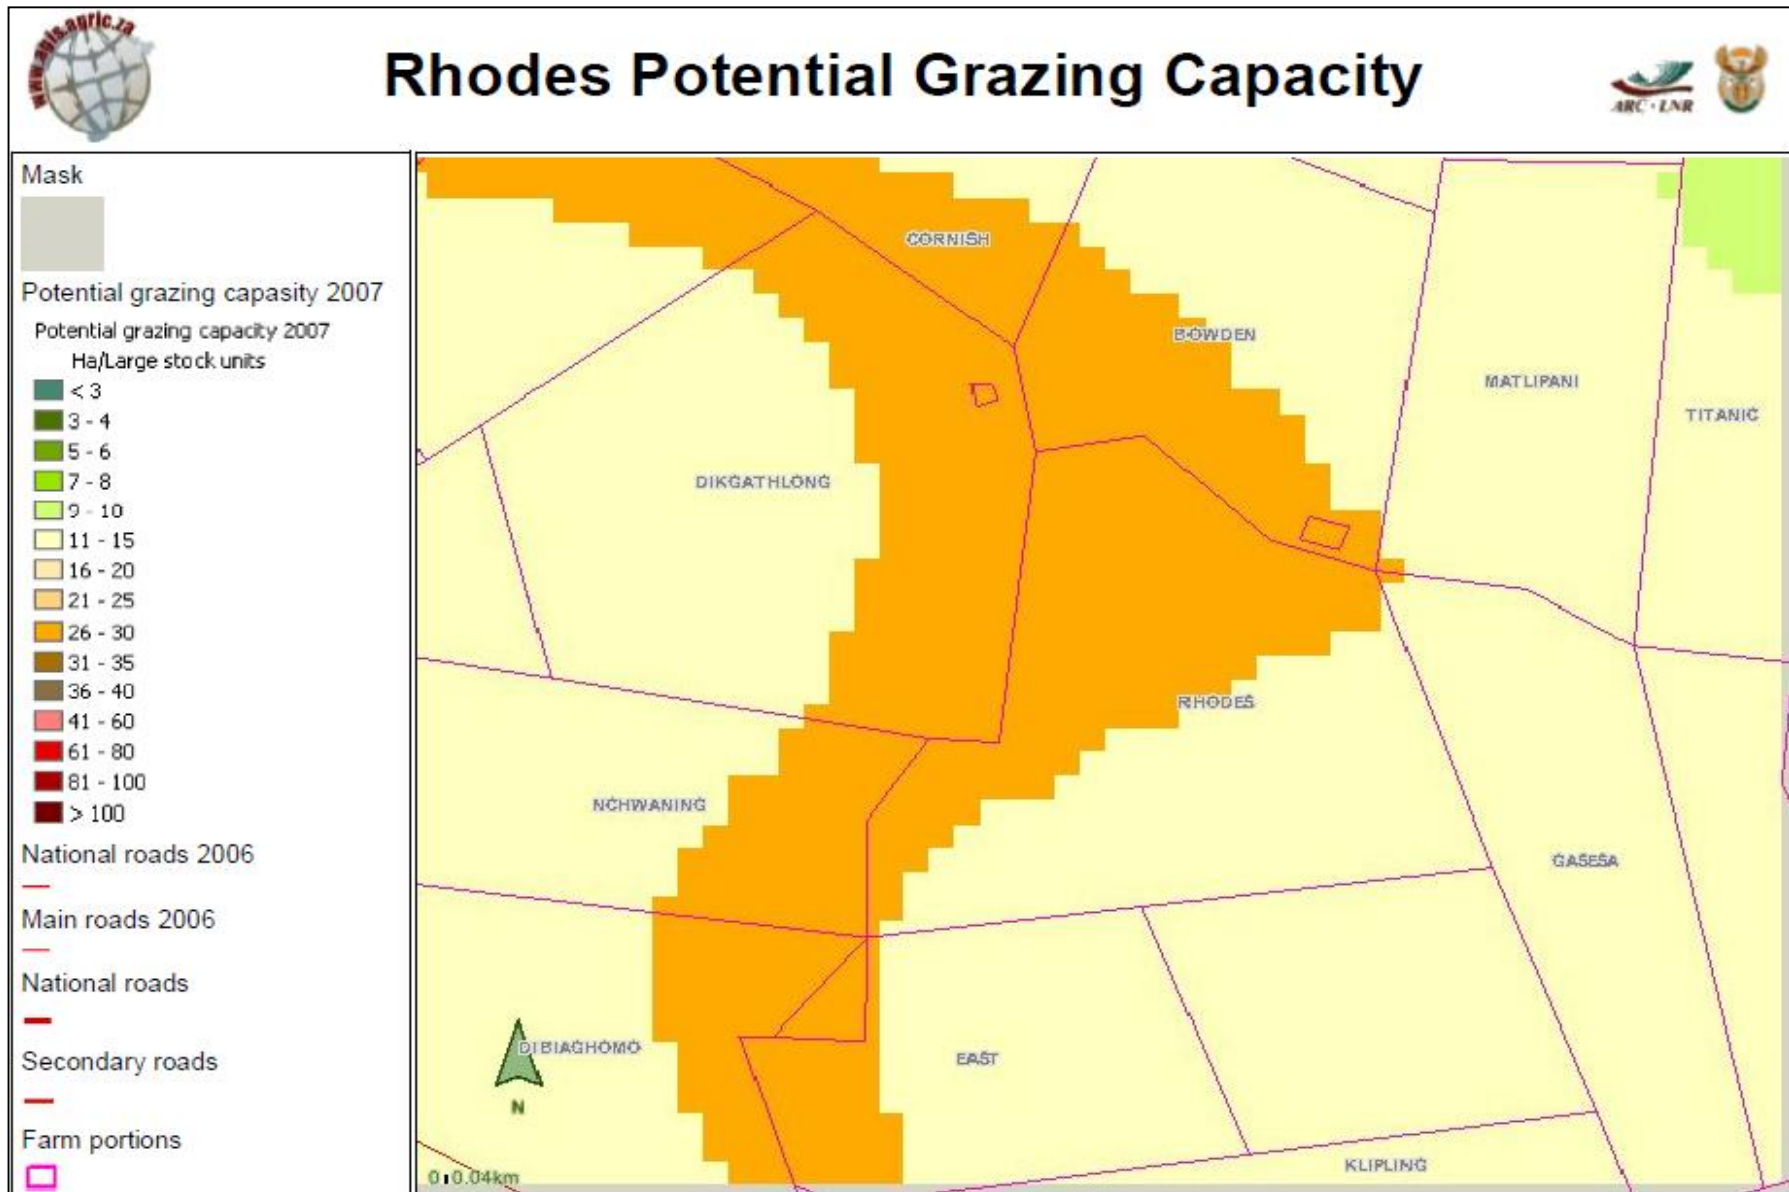 www.agis.agric.za
Rhodes Potential Grazing Capacity
ARC • LNR
Mask
Potential grazing capasity 2007
Potential grazing capacity 2007
Ha/Large stock units
< 3
3 - 4
5 - 6
7 - 8
9 - 10
11 - 15
16 - 20
21 - 25
26 - 30
31 - 35
36 - 40
41 - 60
61 - 80
81 - 100
> 100
National roads 2006
Main roads 2006
National roads
Secondary roads
Farm portions
CORNISH
BOWDEN
MATLIPANI
TITANIC
DIKGATHLONG
RHODES
NCHWANING
GASESA
DIBIAGHOMO
EAST
N
KLIPLING
0 0.04km